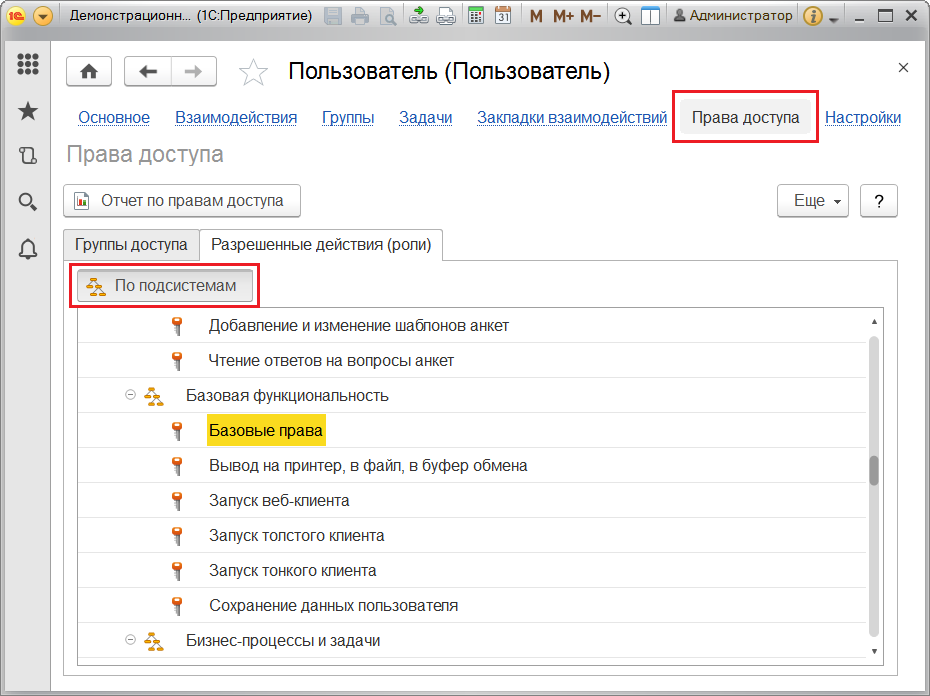 1С Демонстрационн... (1С:Предприятие) 31 M M+ M− Администратор i
Пользователь (Пользователь)
Основное Взаимодействия Группы Задачи Закладки взаимодействий Права доступа Настройки
Права доступа
Отчет по правам доступа Еще ?
Группы доступа Разрешенные действия (роли)
По подсистемам
Добавление и изменение шаблонов анкет
Чтение ответов на вопросы анкет
Базовая функциональность
Базовые права
Вывод на принтер, в файл, в буфер обмена
Запуск веб-клиента
Запуск толстого клиента
Запуск тонкого клиента
Сохранение данных пользователя
Бизнес-процессы и задачи